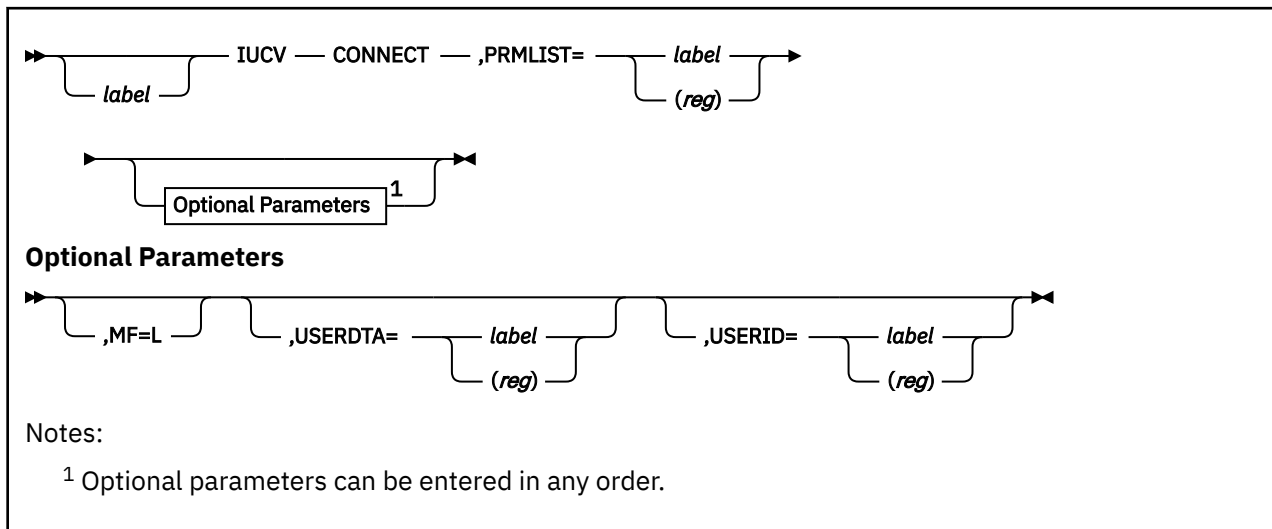 IUCV CONNECT ,PRMLIST= label
label (reg)
Optional Parameters 1
Optional Parameters
,MF=L ,USERDTA= label ,USERID= label
(reg) (reg)
Notes:
1 Optional parameters can be entered in any order.